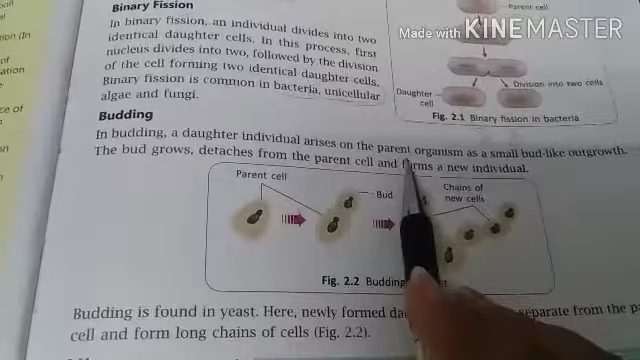 Binary Fission
In binary fission, an individual divides into two
identical daughter cells. In this process, first
nucleus divides into two, followed by the division
of the cell forming two identical daughter cells.
Binary fission is common in bacteria, unicellular
algae and fungi.
Parent cell
Made with KINEMASTER
Division into two cells
Daughter
cell
Fig. 2.1 Binary fission in bacteria
Budding
In budding, a daughter individual arises on the parent organism as a small bud-like outgrowth.
The bud grows, detaches from the parent cell and forms a new individual.
Parent cell
Bud
Chains of
new cells
Fig. 2.2 Budding
Budding is found in yeast. Here, newly formed separate from the
cell and form long chains of cells (Fig. 2.2).